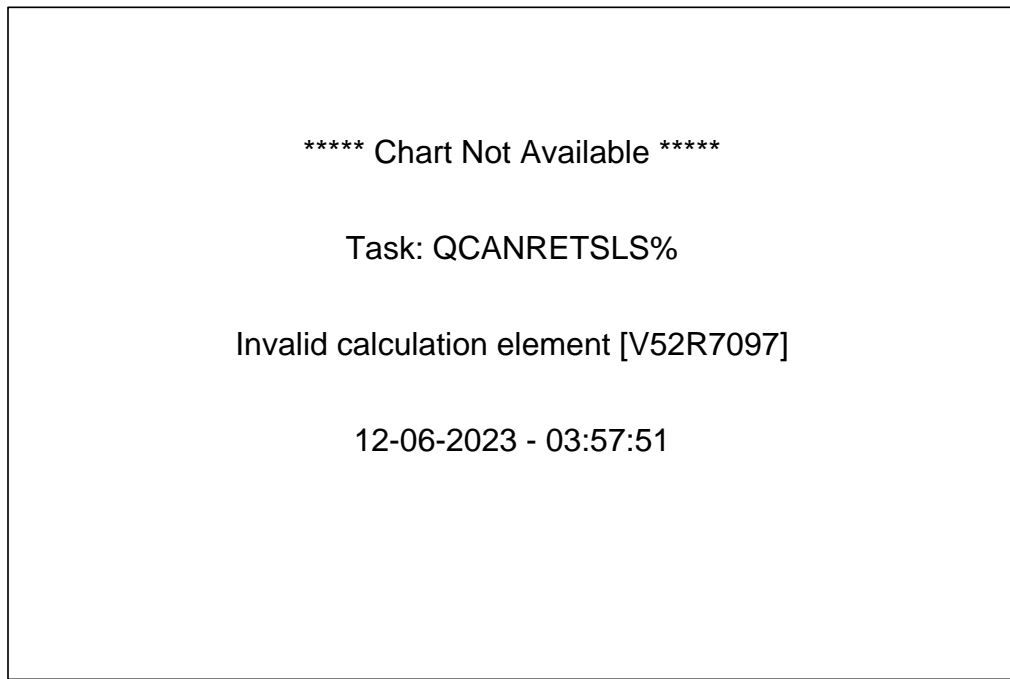 ***** Chart Not Available *****
Task: QCANRETSLS%
Invalid calculation element [V52R7097]
12-06-2023 - 03:57:51